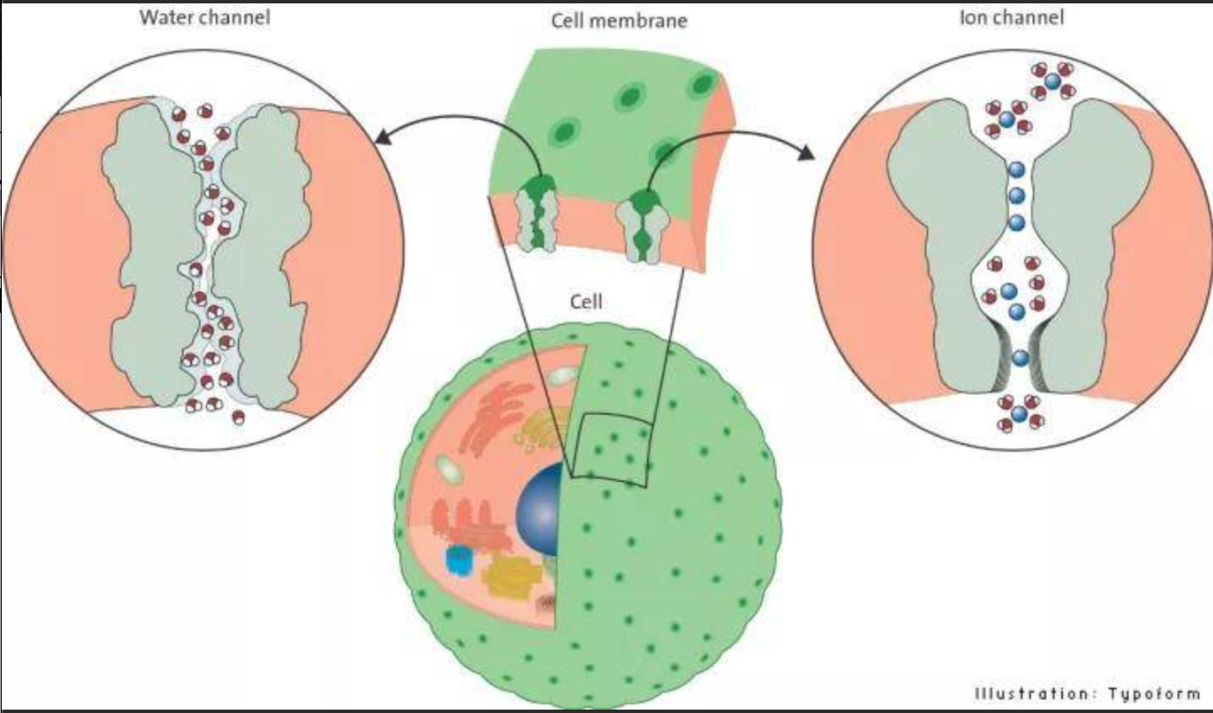 Water channel
Cell membrane
Ion channel
Cell
Illustration: Typoform